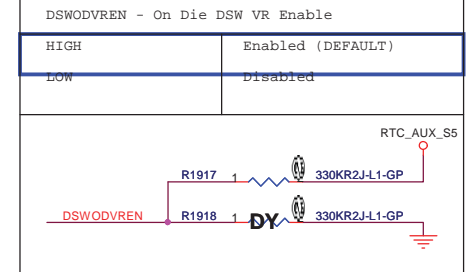 DSWODVREN - On Die DSW VR Enable
HIGH Enabled (DEFAULT)
LOW Disabled
RTC_AUX_S5
R1917 1 330KR2J-L1-GP
DSWODVREN R1918 1 DY 330KR2J-L1-GP